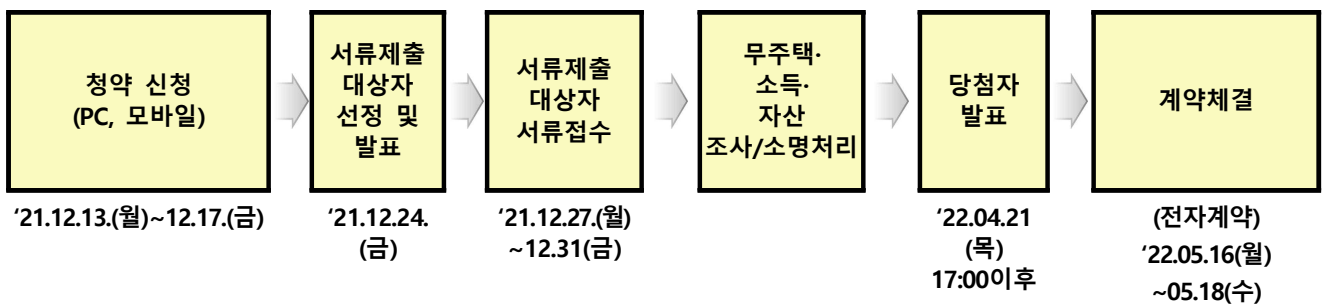 청약 신청
(PC, 모바일)
서류제출
대상자
선정 및
발표
서류제출
대상자
서류접수
무주택·
소득·
자산
조사/소명처리
당첨자
발표
계약체결
‘21.12.13.(월)~12.17.(금)
‘21.12.24.
(금)
‘21.12.27.(월)
~12.31(금)
‘22.04.21
(목)
17:00이후
(전자계약)
‘22.05.16(월)
~05.18(수)